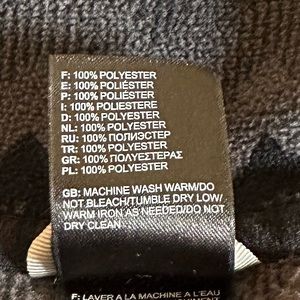 F: 100% POLYESTER
E: 100% POLIÉSTER
P: 100% POLIÉSTER
I: 100% POLIESTERE
D: 100% POLYESTER
NL: 100% POLYESTER
RU: 100% ПОЛИЭСТЕР
TR: 100% POLYESTER
GR: 100% ΠΟΛΥΕΣΤΕΡΑΣ
PL: 100% POLYESTER
GB: MACHINE WASH WARM/DO
NOT BLEACH/TUMBLE DRY LOW/
WARM IRON AS NEEDED/DO NOT
DRY CLEAN
F: LAVER A LA MACHINE A L'EAU